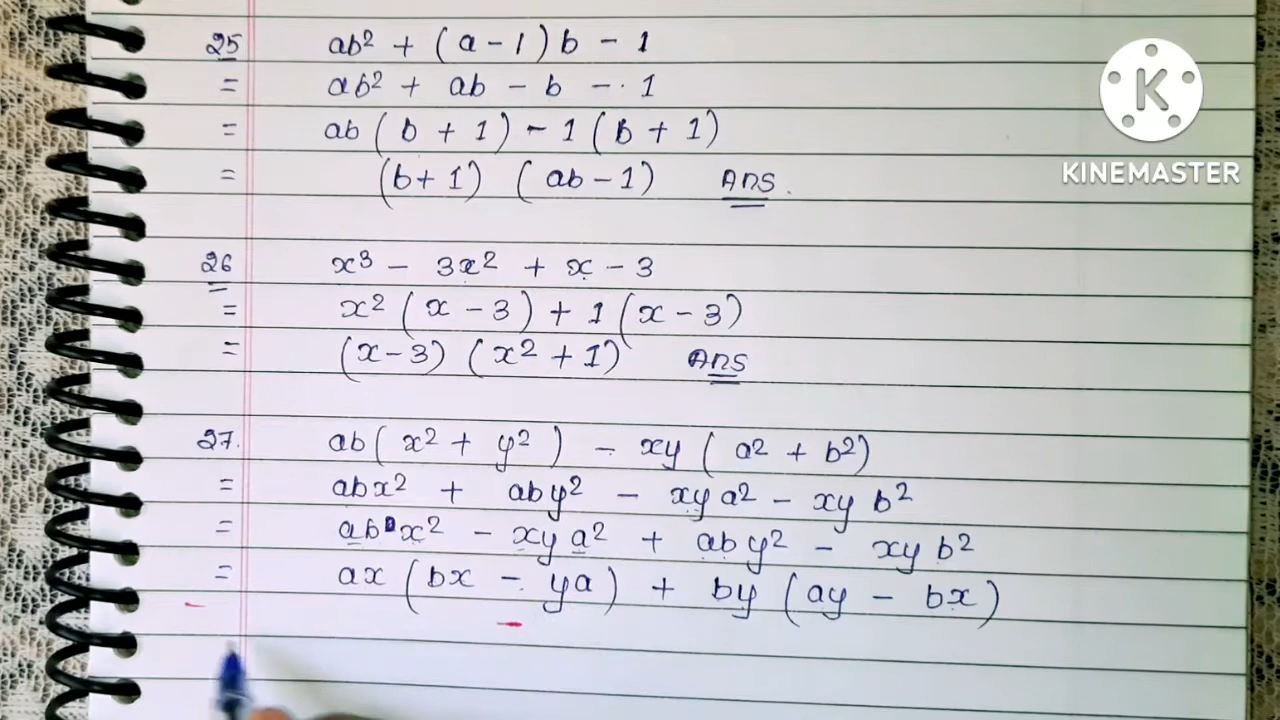 25 ab² + (a - 1) b - 1
= ab² + ab - b - 1
= ab (b + 1) - 1 (b + 1)
= (b + 1) (ab - 1) Ans.
26 x³ - 3x² + x - 3
= x² (x - 3) + 1 (x - 3)
= (x - 3) (x² + 1) Ans
27. ab (x² + y²) - xy (a² + b²)
= abx² + aby² - xya² - xyb²
= abx² - xya² + aby² - xyb²
= ax (bx - ya) + by (ay - bx)
K
KINEMASTER